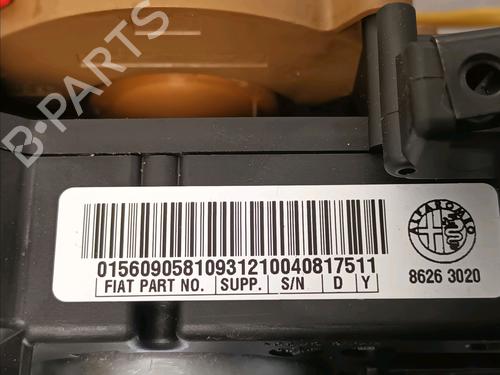 B-PARTS
01560905810931210040817511
FIAT PART NO. SUPP. S/N D Y
ALFA ROMEO
8626 3020